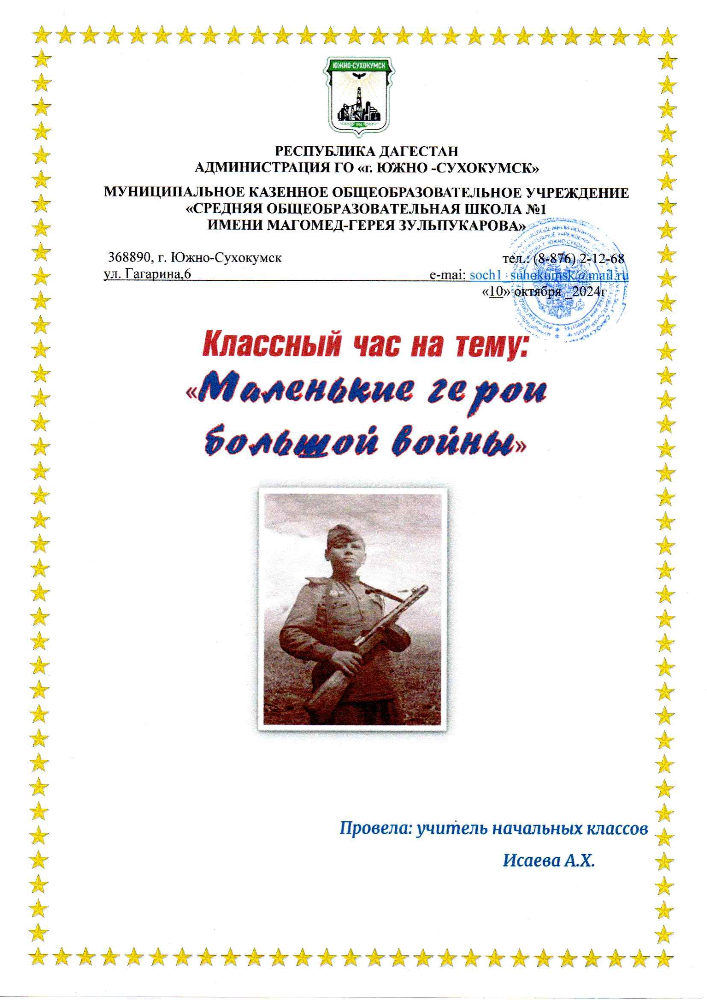 ЮЖНО-СУХОКУМСК
РЕСПУБЛИКА ДАГЕСТАН
АДМИНИСТРАЦИЯ ГО «г. ЮЖНО -СУХОКУМСК»
МУНИЦИПАЛЬНОЕ КАЗЕННОЕ ОБЩЕОБРАЗОВАТЕЛЬНОЕ УЧРЕЖДЕНИЕ
«СРЕДНЯЯ ОБЩЕОБРАЗОВАТЕЛЬНАЯ ШКОЛА №1
ИМЕНИ МАГОМЕД-ГЕРЕЯ ЗУЛЬПУКАРОВА»
368890, г. Южно-Сухокумск тел.: (8-876) 2-12-68
ул. Гагарина,6 e-mai: soch1_suhokumsk@mail.ru
«10» октября _2024г
Классный час на тему:
«Маленькие герои
большой войны»
Провела: учитель начальных классов
Исаева А.Х.